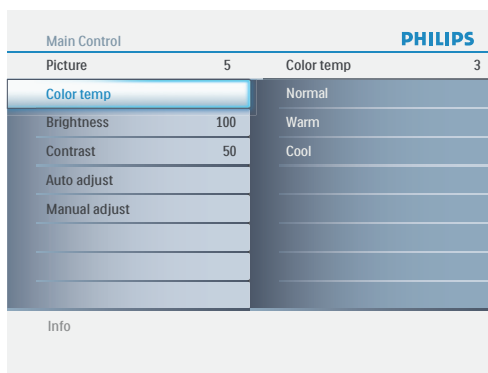 Main Control
PHILIPS
Picture 5 Color temp 3
Color temp Normal
Brightness 100 Warm
Contrast 50 Cool
Auto adjust
Manual adjust
Info